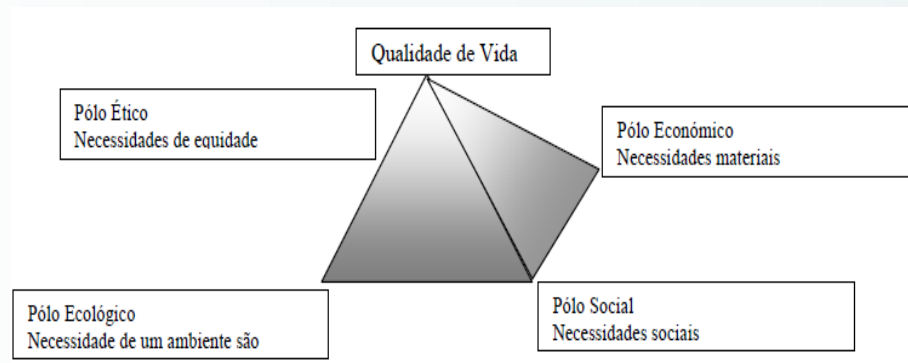 Qualidade de Vida
Pólo Ético
Necessidades de equidade
Pólo Económico
Necessidades materiais
Pólo Ecológico
Necessidade de um ambiente são
Pólo Social
Necessidades sociais